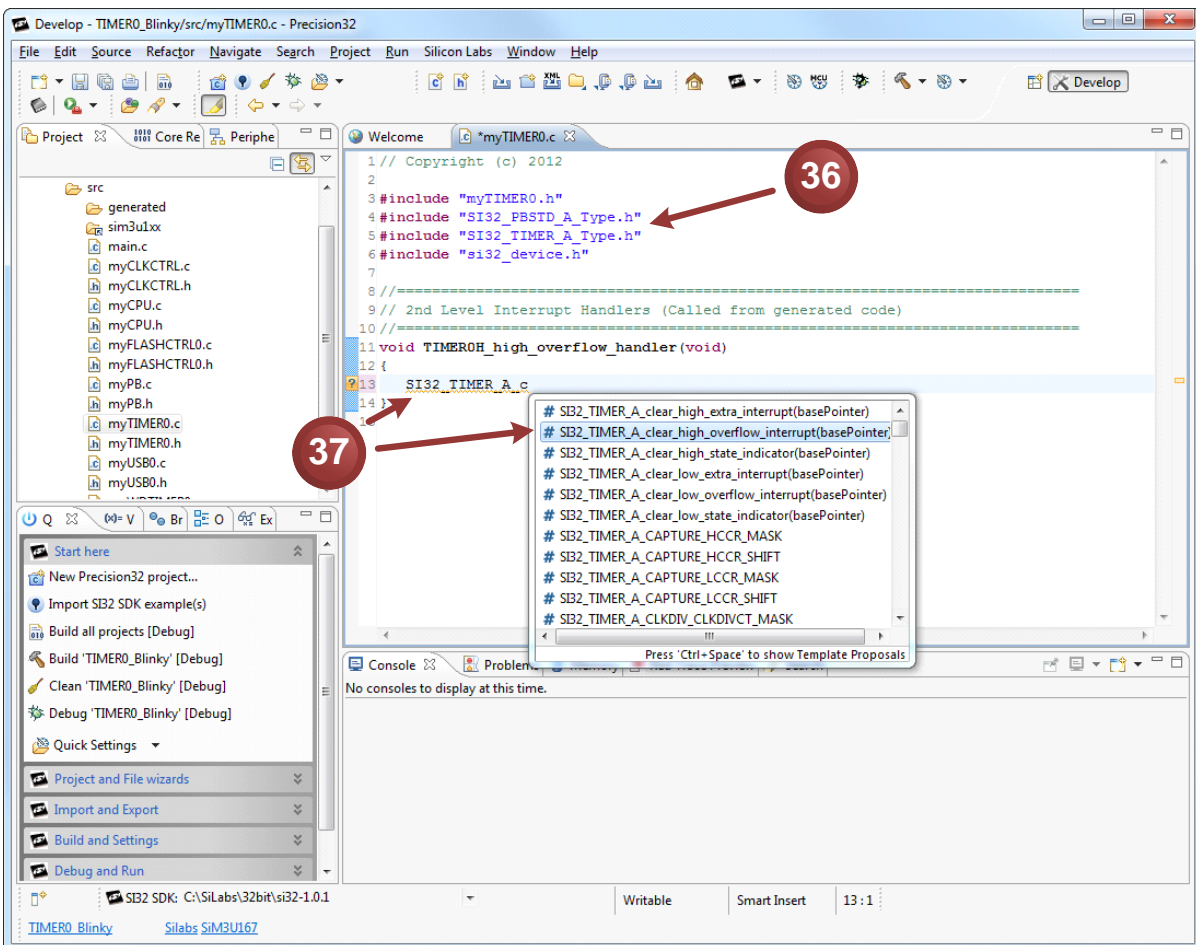 Develop - TIMER0_Blinky/src/myTIMER0.c - Precision32
File Edit Source Refactor Navigate Search Project Run Silicon Labs Window Help
Develop
Project Core Re Periphe
Welcome *myTIMER0.c
src
generated
sim3u1xx
main.c
myCLKCTRL.c
myCLKCTRL.h
myCPU.c
myCPU.h
myFLASHCTRL0.c
myFLASHCTRL0.h
myPB.c
myPB.h
myTIMER0.c
myTIMER0.h
myUSB0.c
myUSB0.h
1 // Copyright (c) 2012
2
3 #include "myTIMER0.h"
4 #include "SI32_PBSTD_A_Type.h"
5 #include "SI32_TIMER_A_Type.h"
6 #include "si32_device.h"
7
8 //==============================================================================
9 // 2nd Level Interrupt Handlers (Called from generated code)
10 //==============================================================================
11 void TIMER0H_high_overflow_handler(void)
12 {
13 SI32_TIMER_A_c
14 }
36
37
# SI32_TIMER_A_clear_high_extra_interrupt(basePointer)
# SI32_TIMER_A_clear_high_overflow_interrupt(basePointer)
# SI32_TIMER_A_clear_high_state_indicator(basePointer)
# SI32_TIMER_A_clear_low_extra_interrupt(basePointer)
# SI32_TIMER_A_clear_low_overflow_interrupt(basePointer)
# SI32_TIMER_A_clear_low_state_indicator(basePointer)
# SI32_TIMER_A_CAPTURE_HCCR_MASK
# SI32_TIMER_A_CAPTURE_HCCR_SHIFT
# SI32_TIMER_A_CAPTURE_LCCR_MASK
# SI32_TIMER_A_CAPTURE_LCCR_SHIFT
# SI32_TIMER_A_CLKDIV_CLKDIVCT_MASK
Press 'Ctrl+Space' to show Template Proposals
Q (x)= V Br O Ex
Start here
New Precision32 project...
Import SI32 SDK example(s)
Build all projects [Debug]
Build 'TIMER0_Blinky' [Debug]
Clean 'TIMER0_Blinky' [Debug]
Debug 'TIMER0_Blinky' [Debug]
Quick Settings
Project and File wizards
Import and Export
Build and Settings
Debug and Run
Console Problem
No consoles to display at this time.
SI32 SDK: C:\SiLabs\32bit\si32-1.0.1
Writable Smart Insert 13 : 1
TIMER0_Blinky Silabs SiM3U167